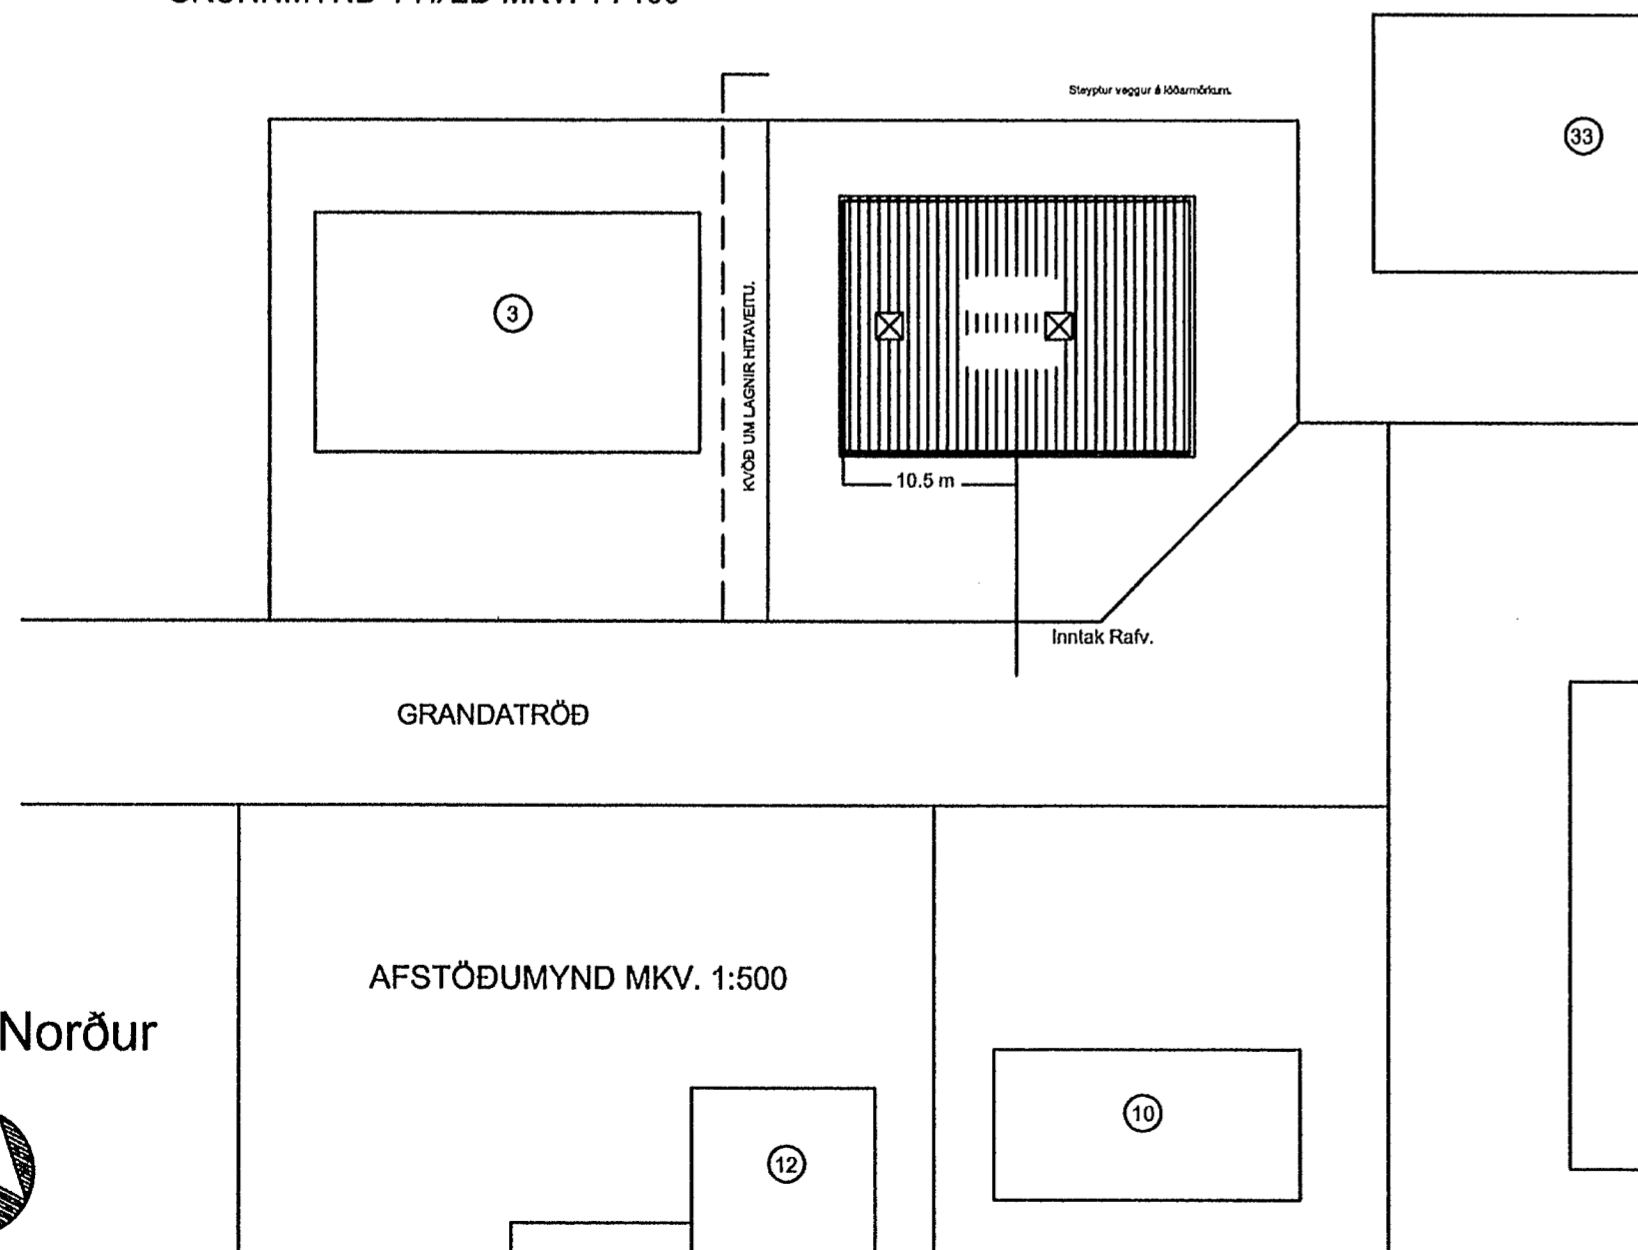 Steyptur veggur á lóðarmörkum.
33
3
KVÖÐ UM LAGNIR HITAVEITU.
10.5 m
Inntak Rafv.
GRANDATRÖÐ
AFSTÖÐUMYND MKV. 1:500
Norður
10
12